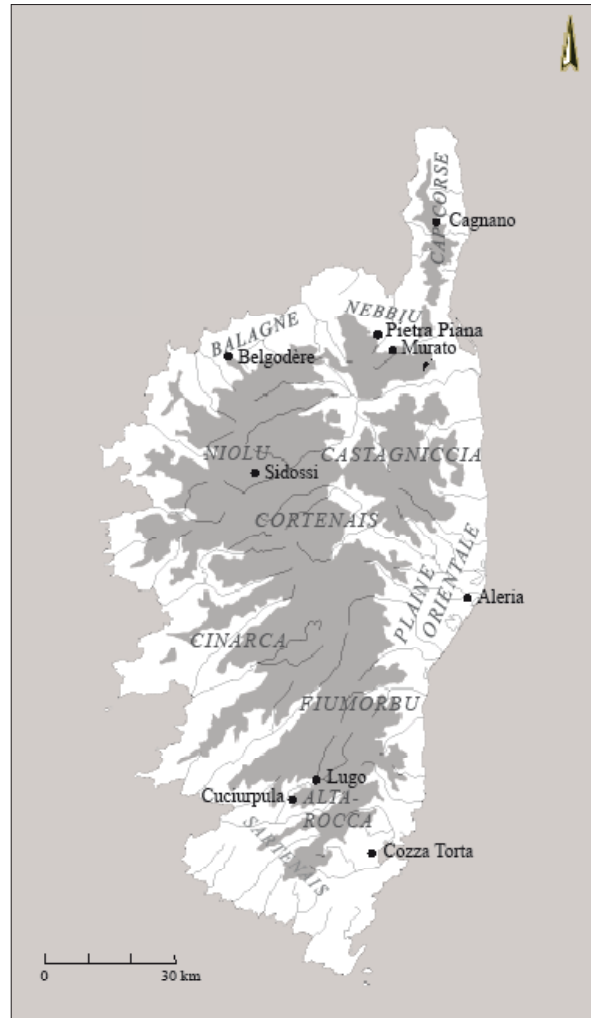 CAP CORSE
Cagnano
NEBBIU
Pietra Piana
BALAGNE
Murato
Belgodère
NIOLU
CASTAGNICCIA
Sidossi
CORTENAIS
PLAINE
ORIENTALE
Aleria
CINARCA
FIUMORBU
Lugo
Cuciurpula
ALTA-
ROCCA
SARTENAIS
Cozza Torta
0
30 km